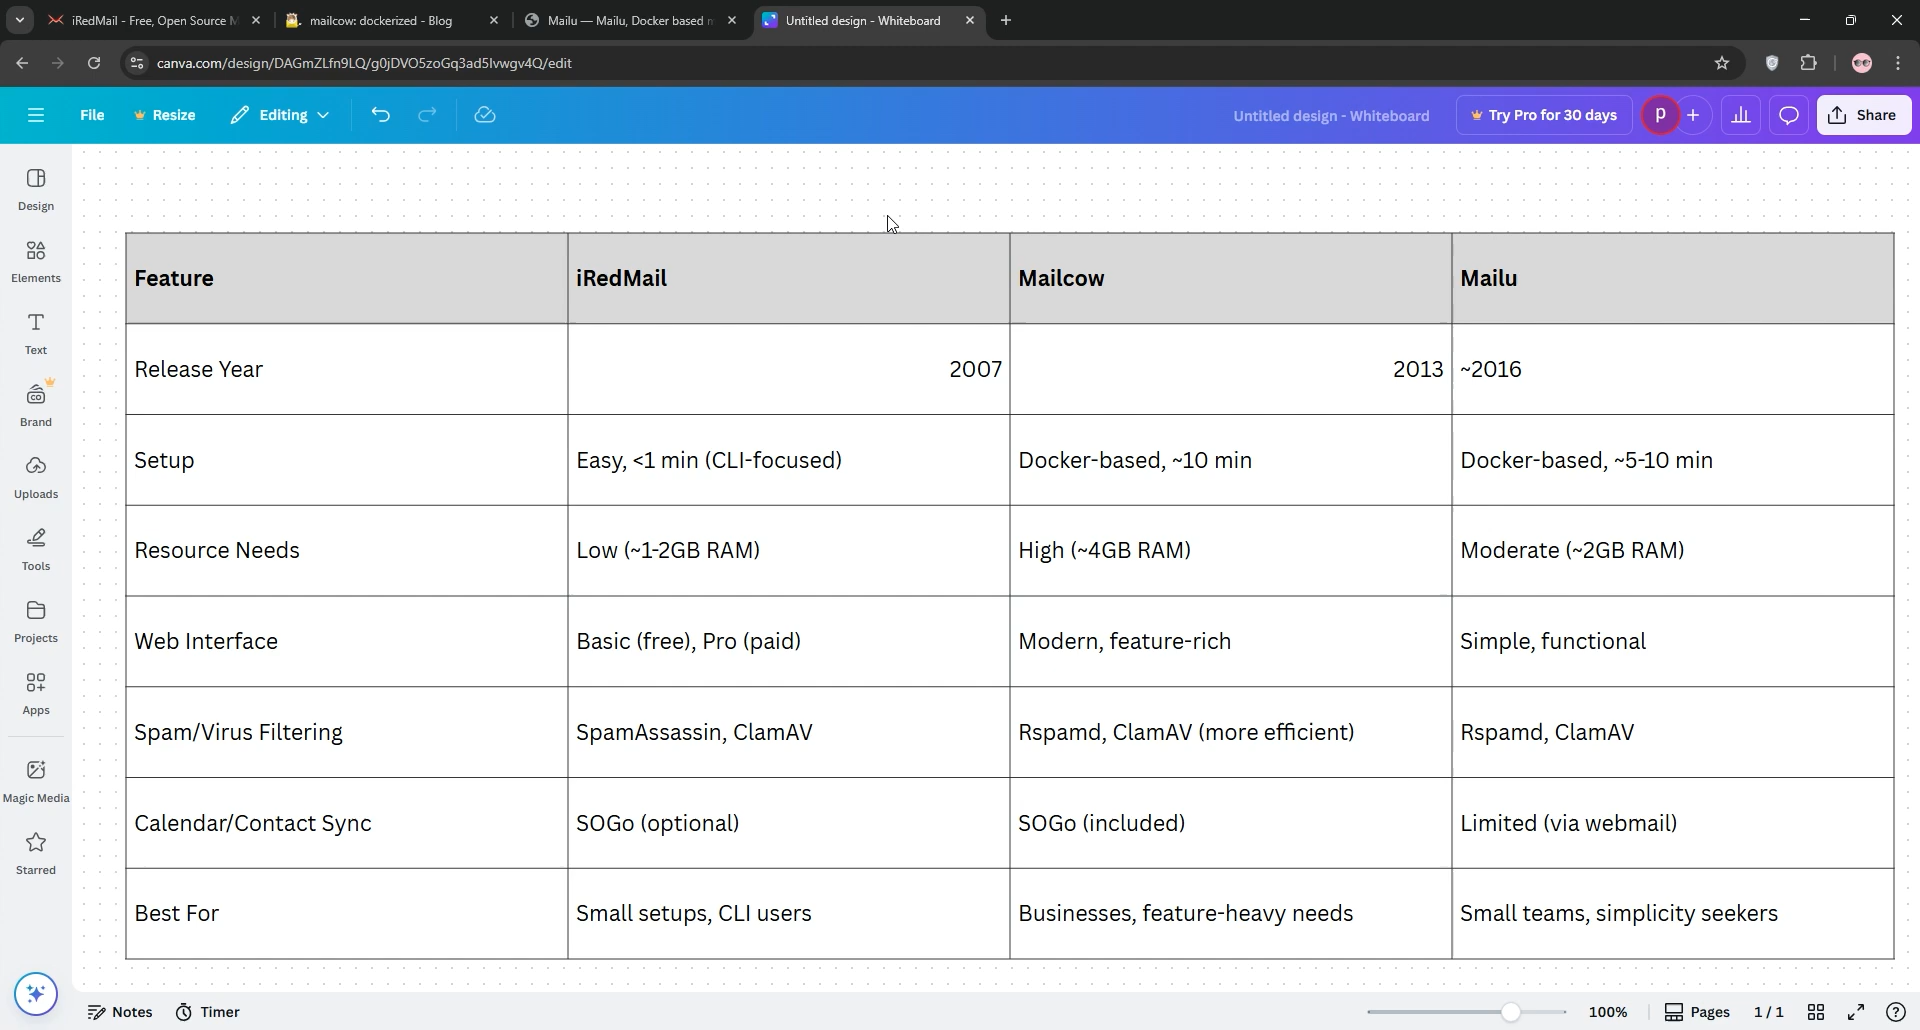 iRedMail - Free, Open Source M
mailcow: dockerized - Blog
Mailu — Mailu, Docker based m
Untitled design - Whiteboard
canva.com/design/DAGmZLfn9LQ/g0jDVO5zoGq3ad5lvwgv4Q/edit
File
Resize
Editing
Untitled design - Whiteboard
Try Pro for 30 days
P
Share
Design
Elements
Text
Brand
Uploads
Tools
Projects
Apps
Magic Media
Starred
Feature iRedMail Mailcow Mailu
Release Year 2007 2013 ~2016
Setup Easy, <1 min (CLI-focused) Docker-based, ~10 min Docker-based, ~5-10 min
Resource Needs Low (~1-2GB RAM) High (~4GB RAM) Moderate (~2GB RAM)
Web Interface Basic (free), Pro (paid) Modern, feature-rich Simple, functional
Spam/Virus Filtering SpamAssassin, ClamAV Rspamd, ClamAV (more efficient) Rspamd, ClamAV
Calendar/Contact Sync SOGo (optional) SOGo (included) Limited (via webmail)
Best For Small setups, CLI users Businesses, feature-heavy needs Small teams, simplicity seekers
Notes
Timer
100%
Pages
1 / 1